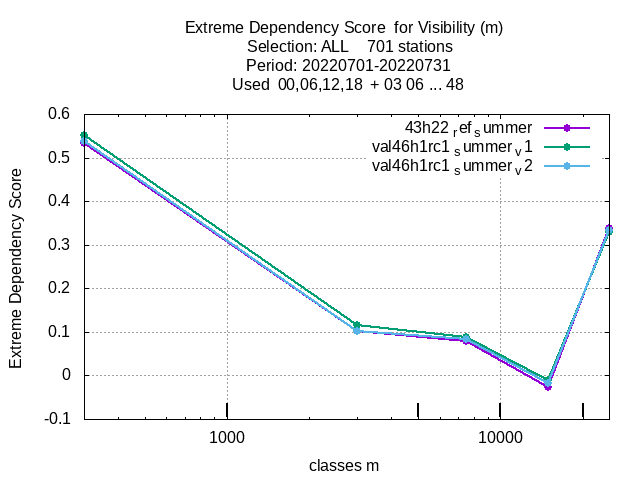 Extreme Dependency Score  for Visibility (m)
Selection: ALL    701 stations
Period: 20220701-20220731
Used  00,06,12,18  + 03 06 ... 48
43h22 ref summer
val46h1rc1 summer v1
val46h1rc1 summer v2
Extreme Dependency Score
0.6
0.5
0.4
0.3
0.2
0.1
0
-0.1
1000
10000
classes m